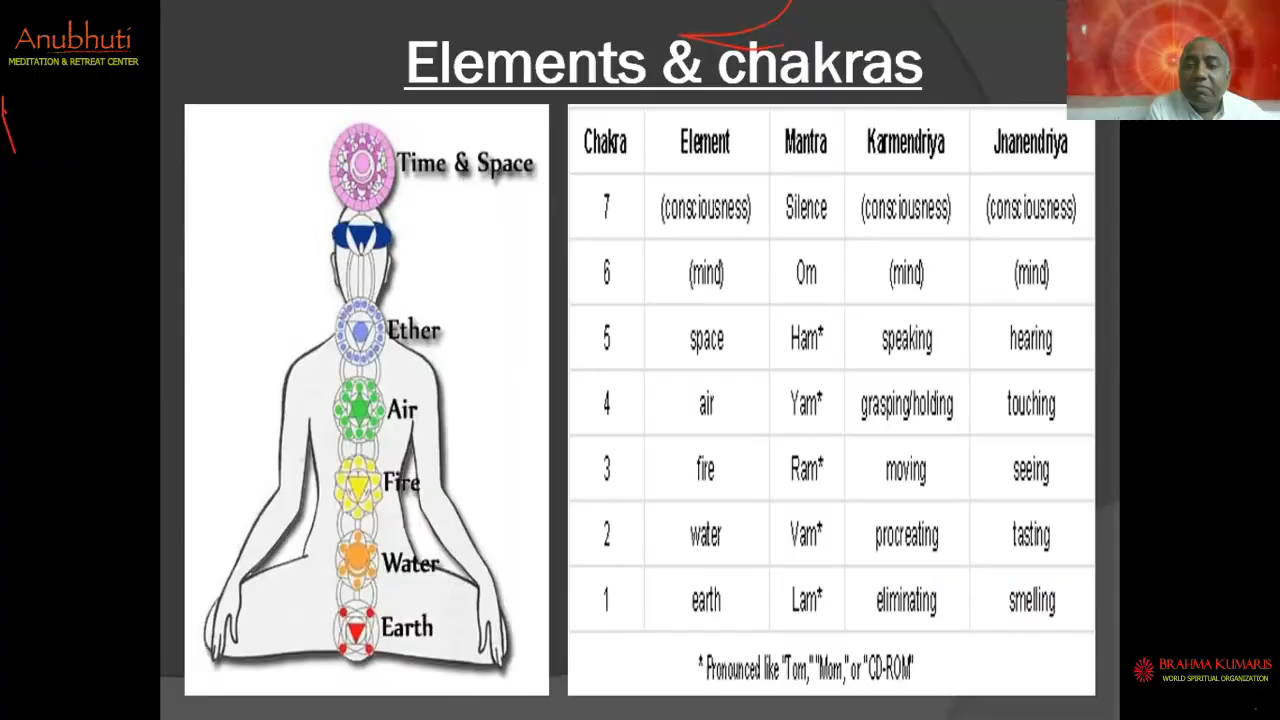 Anubhuti
MEDITATION & RETREAT CENTER
Elements & chakras
Time & Space
Ether
Air
Fire
Water
Earth
Chakra Element Mantra Karmendriya Jnanendriya
7 (consciousness) Silence (consciousness) (consciousness)
6 (mind) Om (mind) (mind)
5 space Ham* speaking hearing
4 air Yam* grasping/holding touching
3 fire Ram* moving seeing
2 water Vam* procreating tasting
1 earth Lam* eliminating smelling
* Pronounced like "Tom," "Mom," or "CD-ROM"
BRAHMA KUMARIS
WORLD SPIRITUAL ORGANIZATION